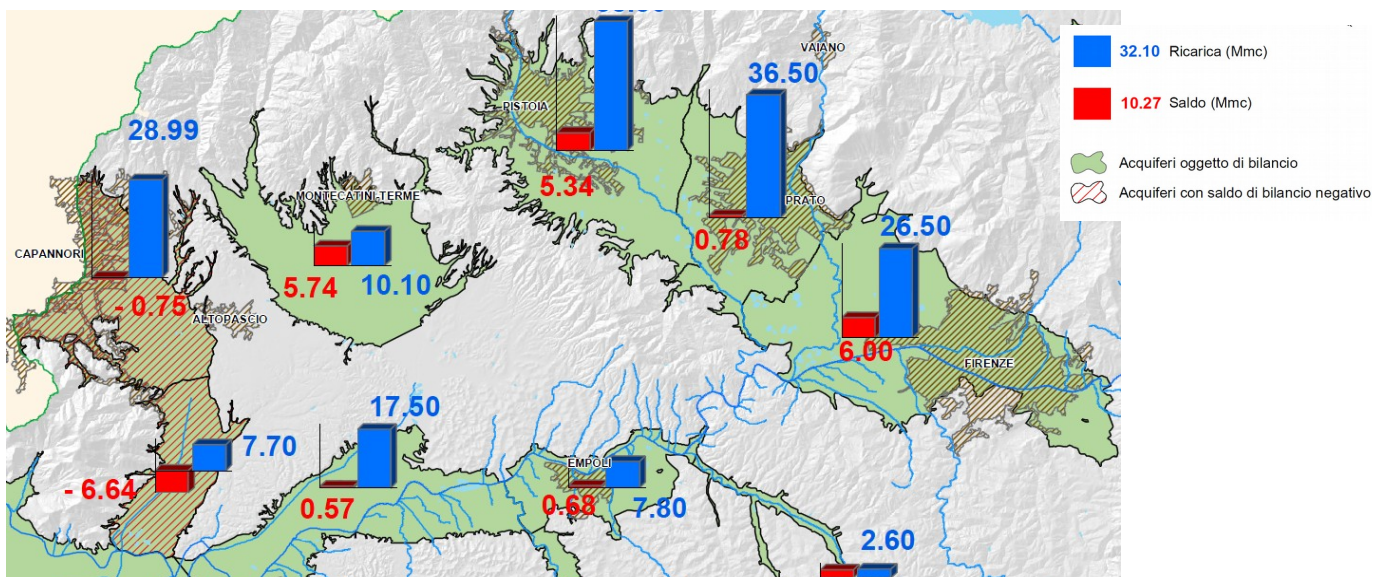 VAIANO
32.10 Ricarica (Mmc)
36.50
10.27 Saldo (Mmc)
PISTOIA
28.99
Acquiferi oggetto di bilancio
5.34
MONTECATINI-TERME
Acquiferi con saldo di bilancio negativo
PRATO
0.78
26.50
CAPANNORI
5.74
10.10
- 0.75
ALTOPASCIO
6.00
FIRENZE
17.50
7.70
EMPOLI
- 6.64
0.57
0.68
7.80
2.60